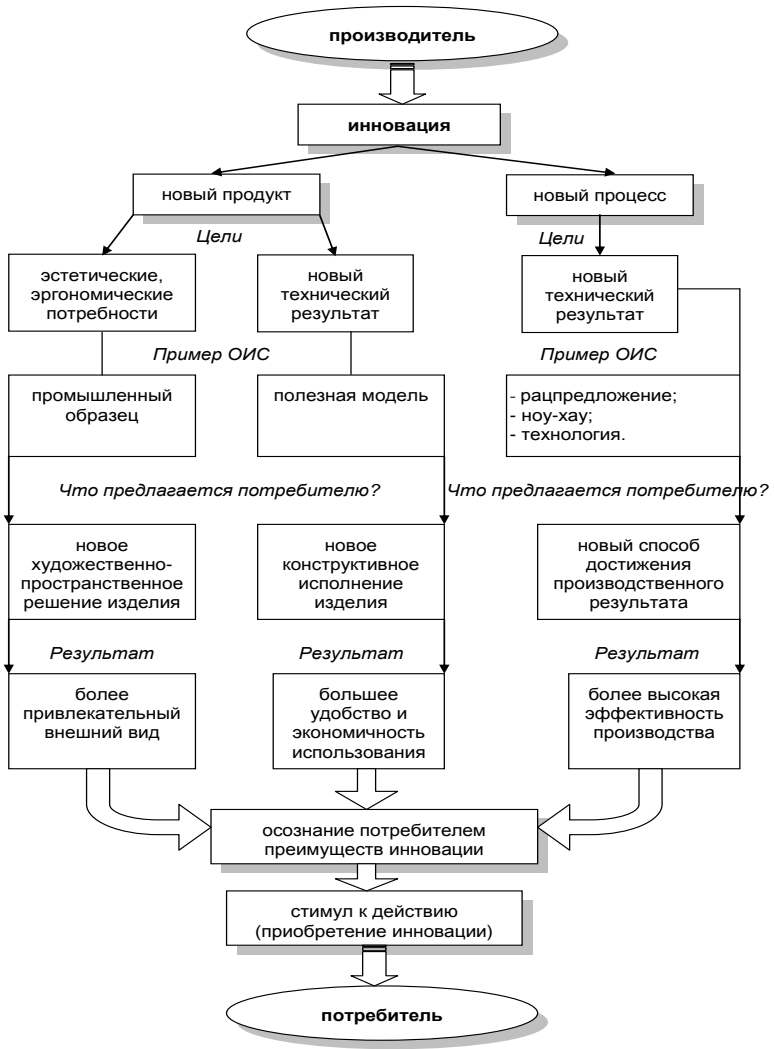 производитель
инновация
новый продукт
новый процесс
Цели
Цели
эстетические,
эргономические
потребности
новый
технический
результат
новый
технический
результат
Пример ОИС
Пример ОИС
промышленный
образец
полезная модель
- рацпредложение;
- ноу-хау;
- технология.
Что предлагается потребителю?
Что предлагается потребителю?
новое
художественно-
пространственное
решение изделия
новое
конструктивное
исполнение
изделия
новый способ
достижения
производственного
результата
Результат
Результат
Результат
более
привлекательный
внешний вид
большее
удобство и
экономичность
использования
более высокая
эффективность
производства
осознание потребителем
преимуществ инновации
стимул к действию
(приобретение инновации)
потребитель